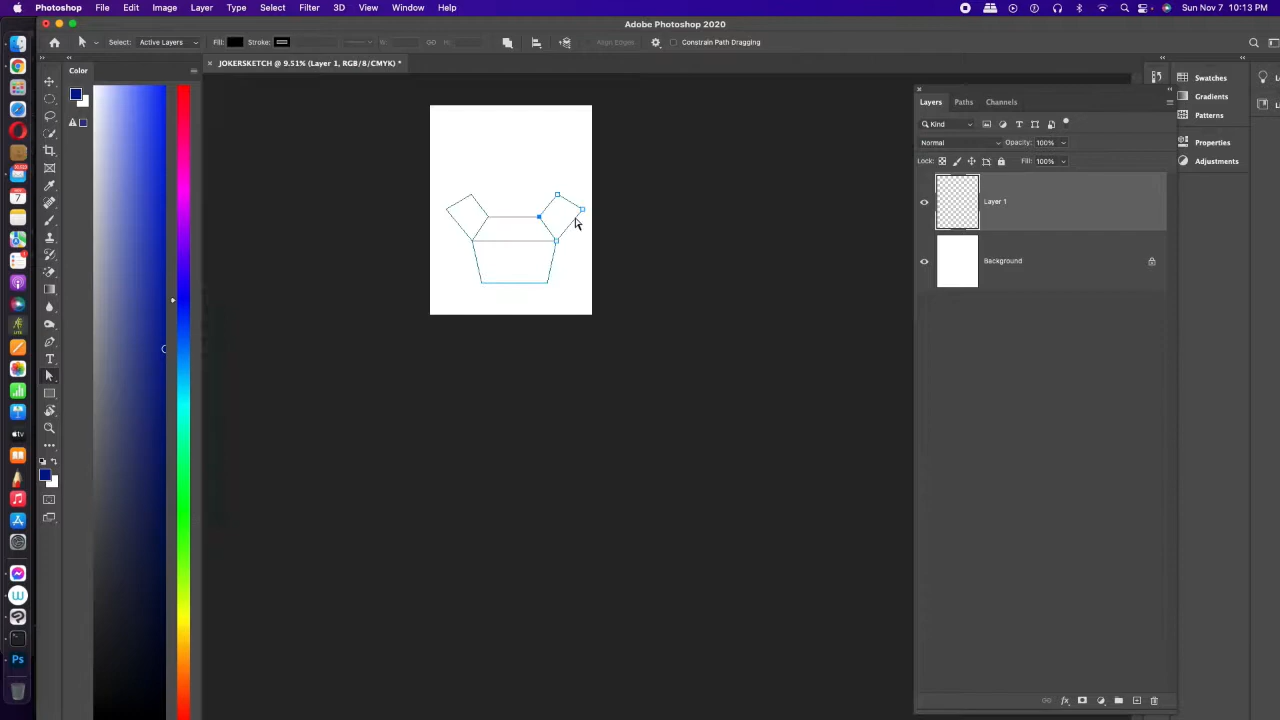 Photoshop File Edit Image Layer Type Select Filter 3D View Window Help Sun Nov 7 10:13 PM
Adobe Photoshop 2020
Select: Active Layers Fill: Stroke: W: H: Align Edges Constrain Path Dragging
JOKERSKETCH @ 9.51% (Layer 1, RGB/8/CMYK) *
Color
Layers Paths Channels
Kind
Normal Opacity: 100%
Lock: Fill: 100%
Layer 1
Background
Swatches
Gradients
Patterns
Properties
Adjustments